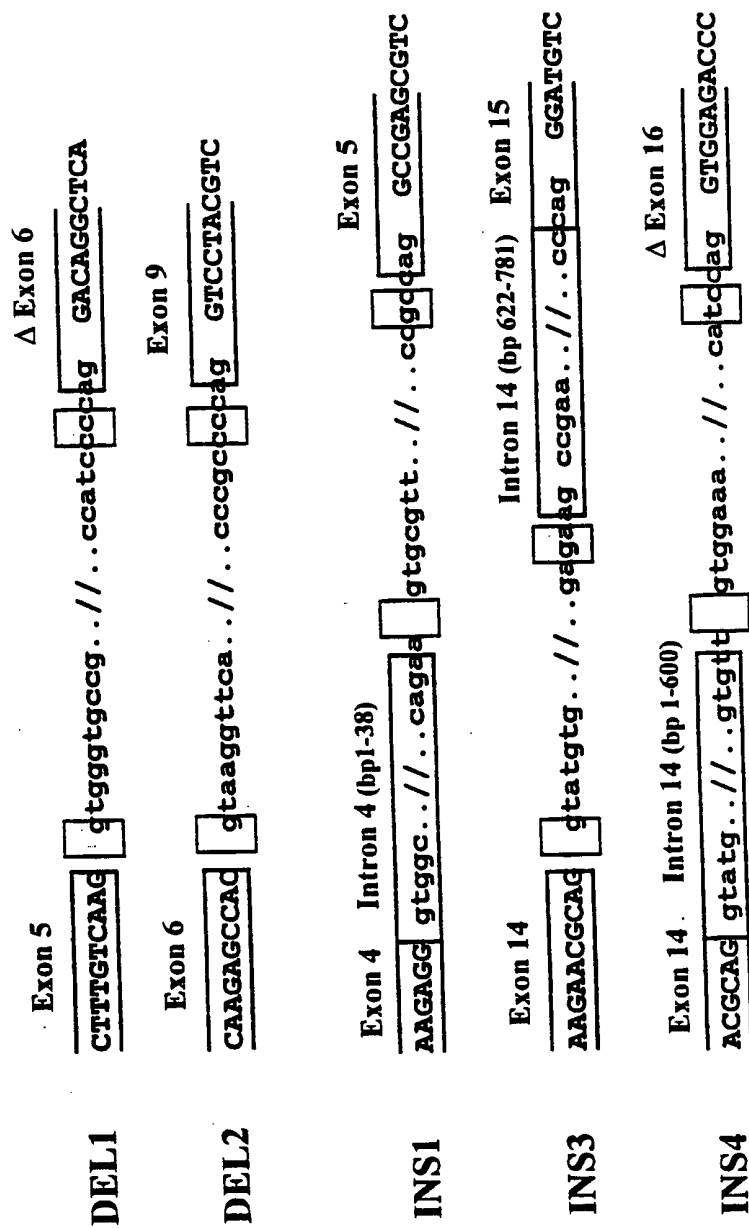 Exon 5 Δ Exon 6
DEL1 CTTTGTCAAG gtgggtgccg..//..ccatccccag GACAGGCTCA
Exon 6 Exon 9
DEL2 CAAGAGCCAC gtaaggttca..//..cccgccccag GTCCTACGTC
Exon 4 Intron 4 (bp1-38) Exon 5
INS1 AAGAGG gtggc..//..cagaa gtgcgtt..//..ccgcccag GCCGAGCGTC
Exon 14 Intron 14 (bp 622-781) Exon 15
INS3 AAGAACGCAG gtatgtg..//..gagaag ccgaa..//..cccag GGATGTC
Exon 14 Intron 14 (bp 1-600) Δ Exon 16
INS4 ACGCAG gtatg..//..gtgtt gtggaaa..//..catccag GTGGAGACCC